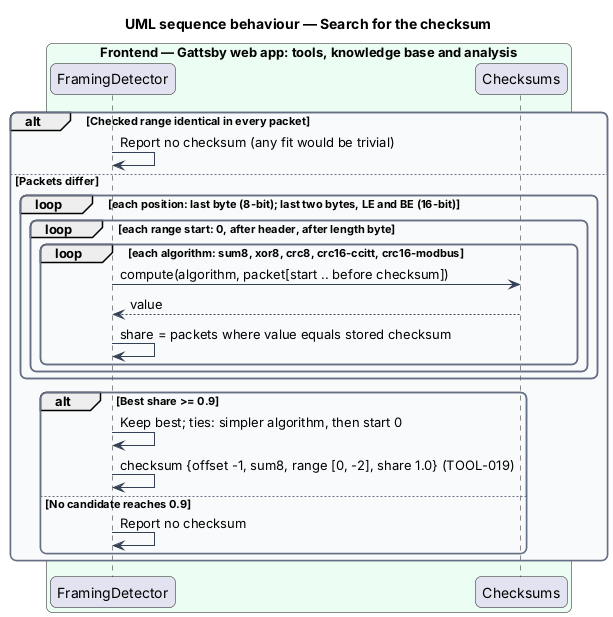 UML sequence behaviour — Search for the checksum
Frontend — Gattsby web app: tools, knowledge base and analysis
FramingDetector
Checksums
alt
[Checked range identical in every packet]
Report no checksum (any fit would be trivial)
[Packets differ]
loop
[each position: last byte (8-bit); last two bytes, LE and BE (16-bit)]
loop
[each range start: 0, after header, after length byte]
loop
[each algorithm: sum8, xor8, crc8, crc16-ccitt, crc16-modbus]
compute(algorithm, packet[start .. before checksum])
value
share = packets where value equals stored checksum
alt
[Best share >= 0.9]
Keep best; ties: simpler algorithm, then start 0
checksum {offset -1, sum8, range [0, -2], share 1.0} (TOOL-019)
[No candidate reaches 0.9]
Report no checksum
FramingDetector
Checksums